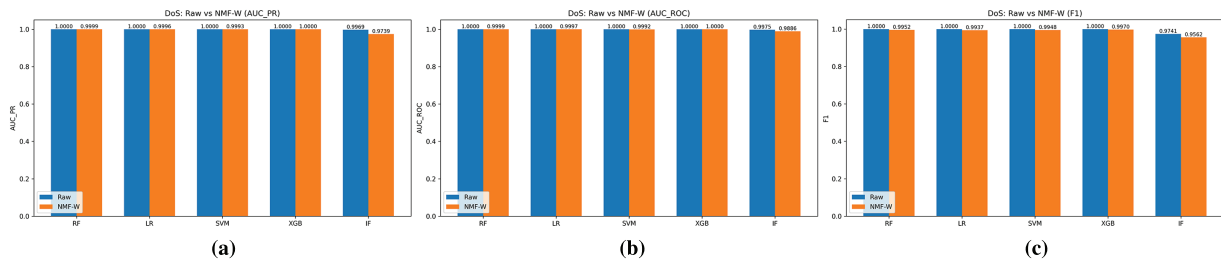 DoS: Raw vs NMF-W (AUC_PR)
1.0000 0.9999 1.0000 0.9996 1.0000 0.9993 1.0000 1.0000 0.9969 0.9739
1.0
0.8
0.6
0.4
0.2
0.0
AUC_PR
Raw
NMF-W
RF LR SVM XGB IF
(a)
DoS: Raw vs NMF-W (AUC_ROC)
1.0000 0.9999 1.0000 0.9997 1.0000 0.9992 1.0000 1.0000 0.9975 0.9886
1.0
0.8
0.6
0.4
0.2
0.0
AUC_ROC
Raw
NMF-W
RF LR SVM XGB IF
(b)
DoS: Raw vs NMF-W (F1)
1.0000 0.9952 1.0000 0.9937 1.0000 0.9948 1.0000 0.9970 0.9741 0.9562
1.0
0.8
0.6
0.4
0.2
0.0
F1
Raw
NMF-W
RF LR SVM XGB IF
(c)